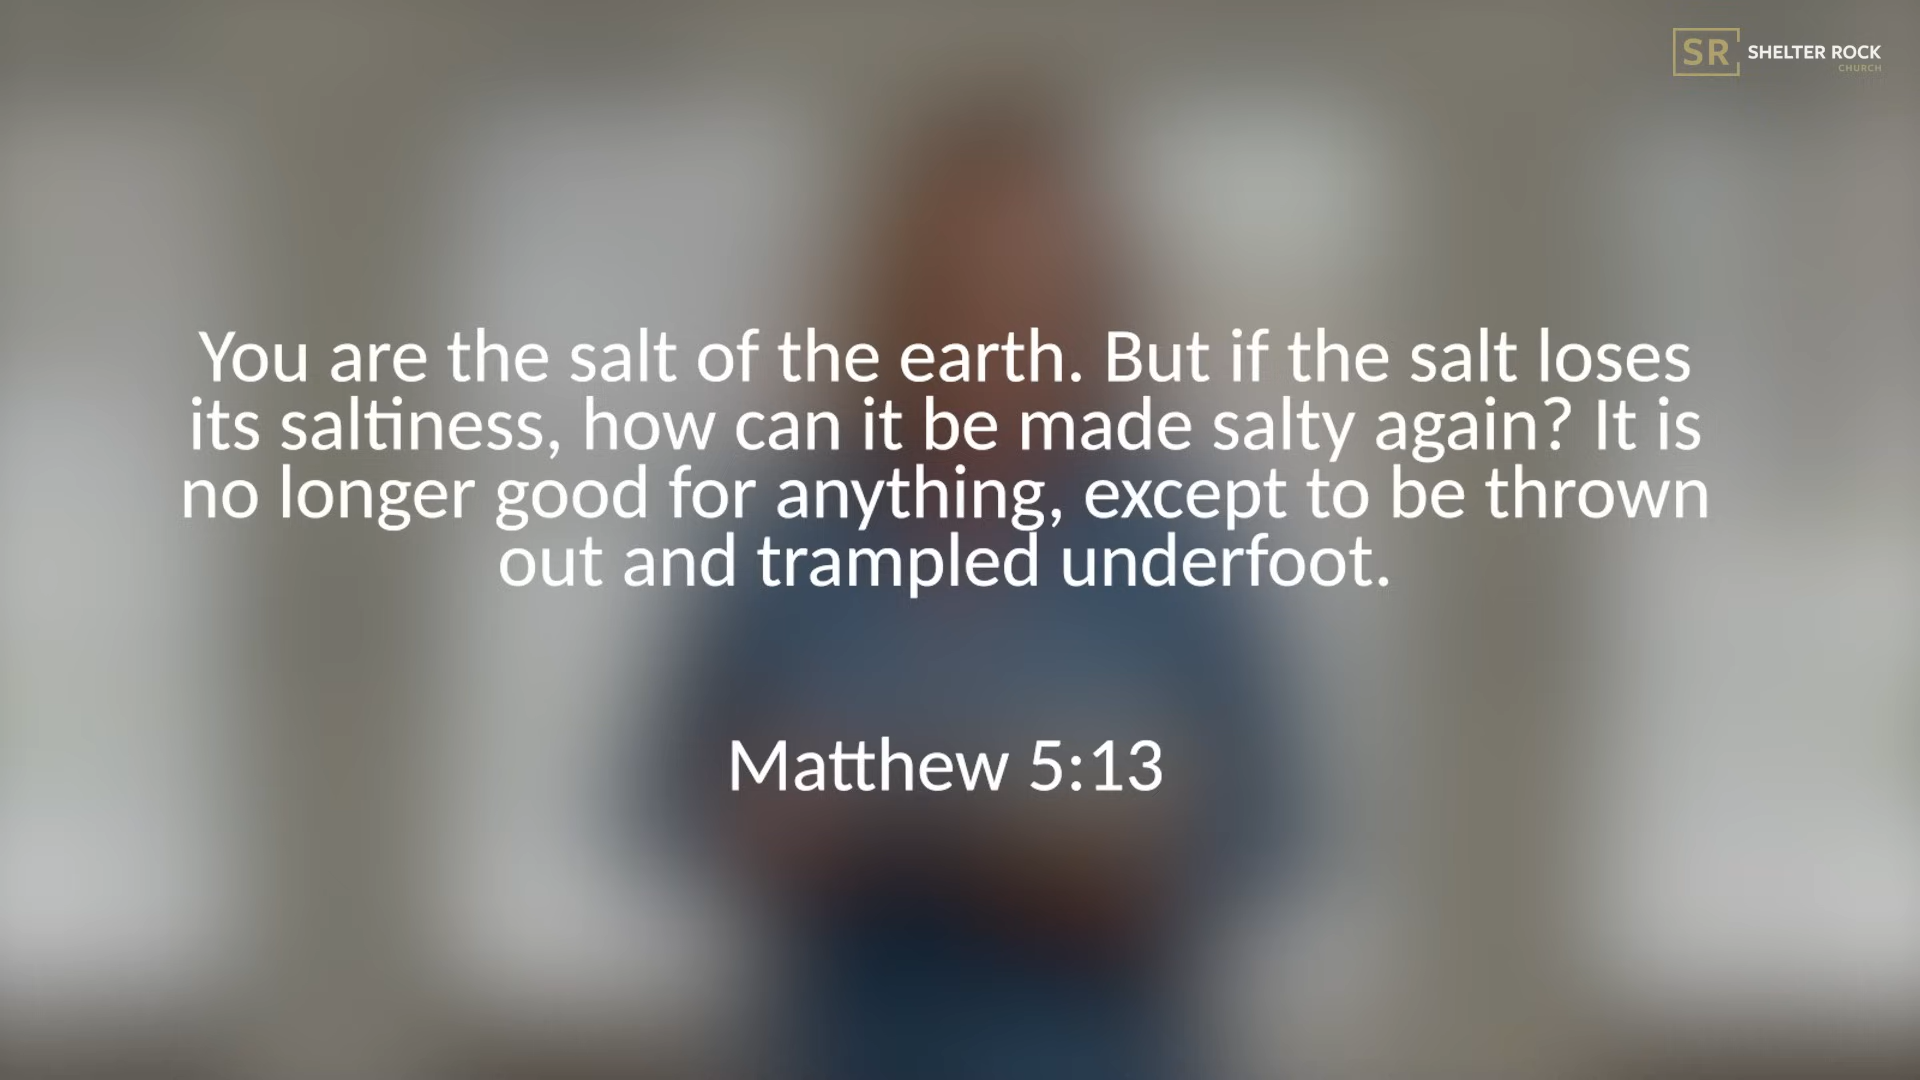 SR SHELTER ROCK
CHURCH
You are the salt of the earth. But if the salt loses
its saltiness, how can it be made salty again? It is
no longer good for anything, except to be thrown
out and trampled underfoot.
Matthew 5:13